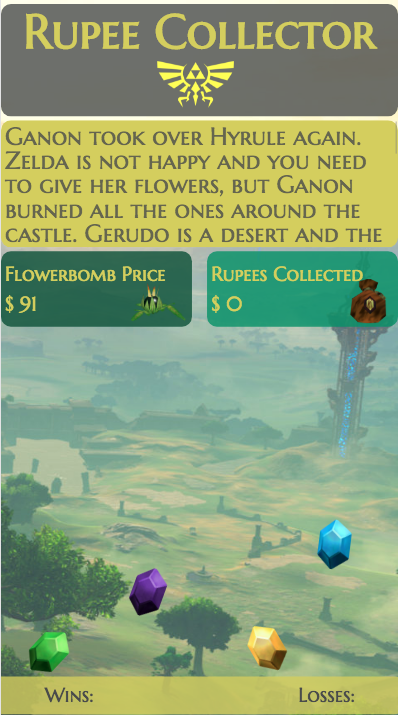 Rupee Collector
Ganon took over Hyrule again.
Zelda is not happy and you need
to give her flowers, but Ganon
burned all the ones around the
castle. Gerudo is a desert and the
Flowerbomb Price
$ 91
Rupees Collected
$ 0
Wins:
Losses: